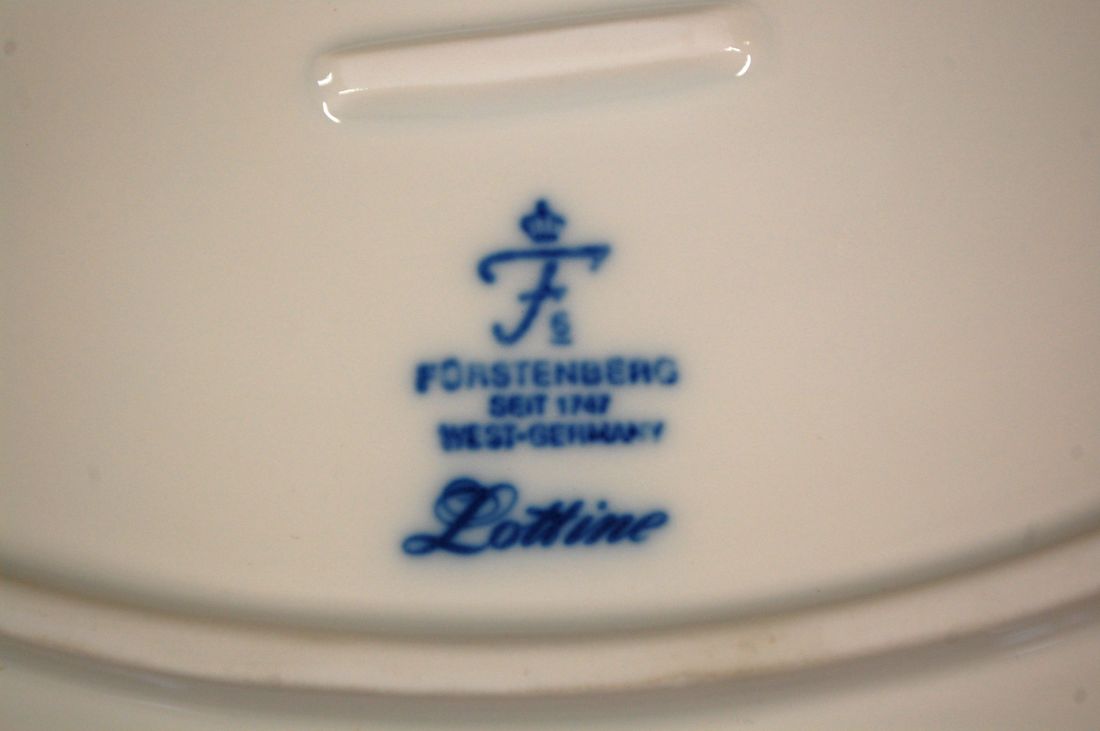 F
S
FÜRSTENBERG
SEIT 1747
WEST-GERMANY
Lottine